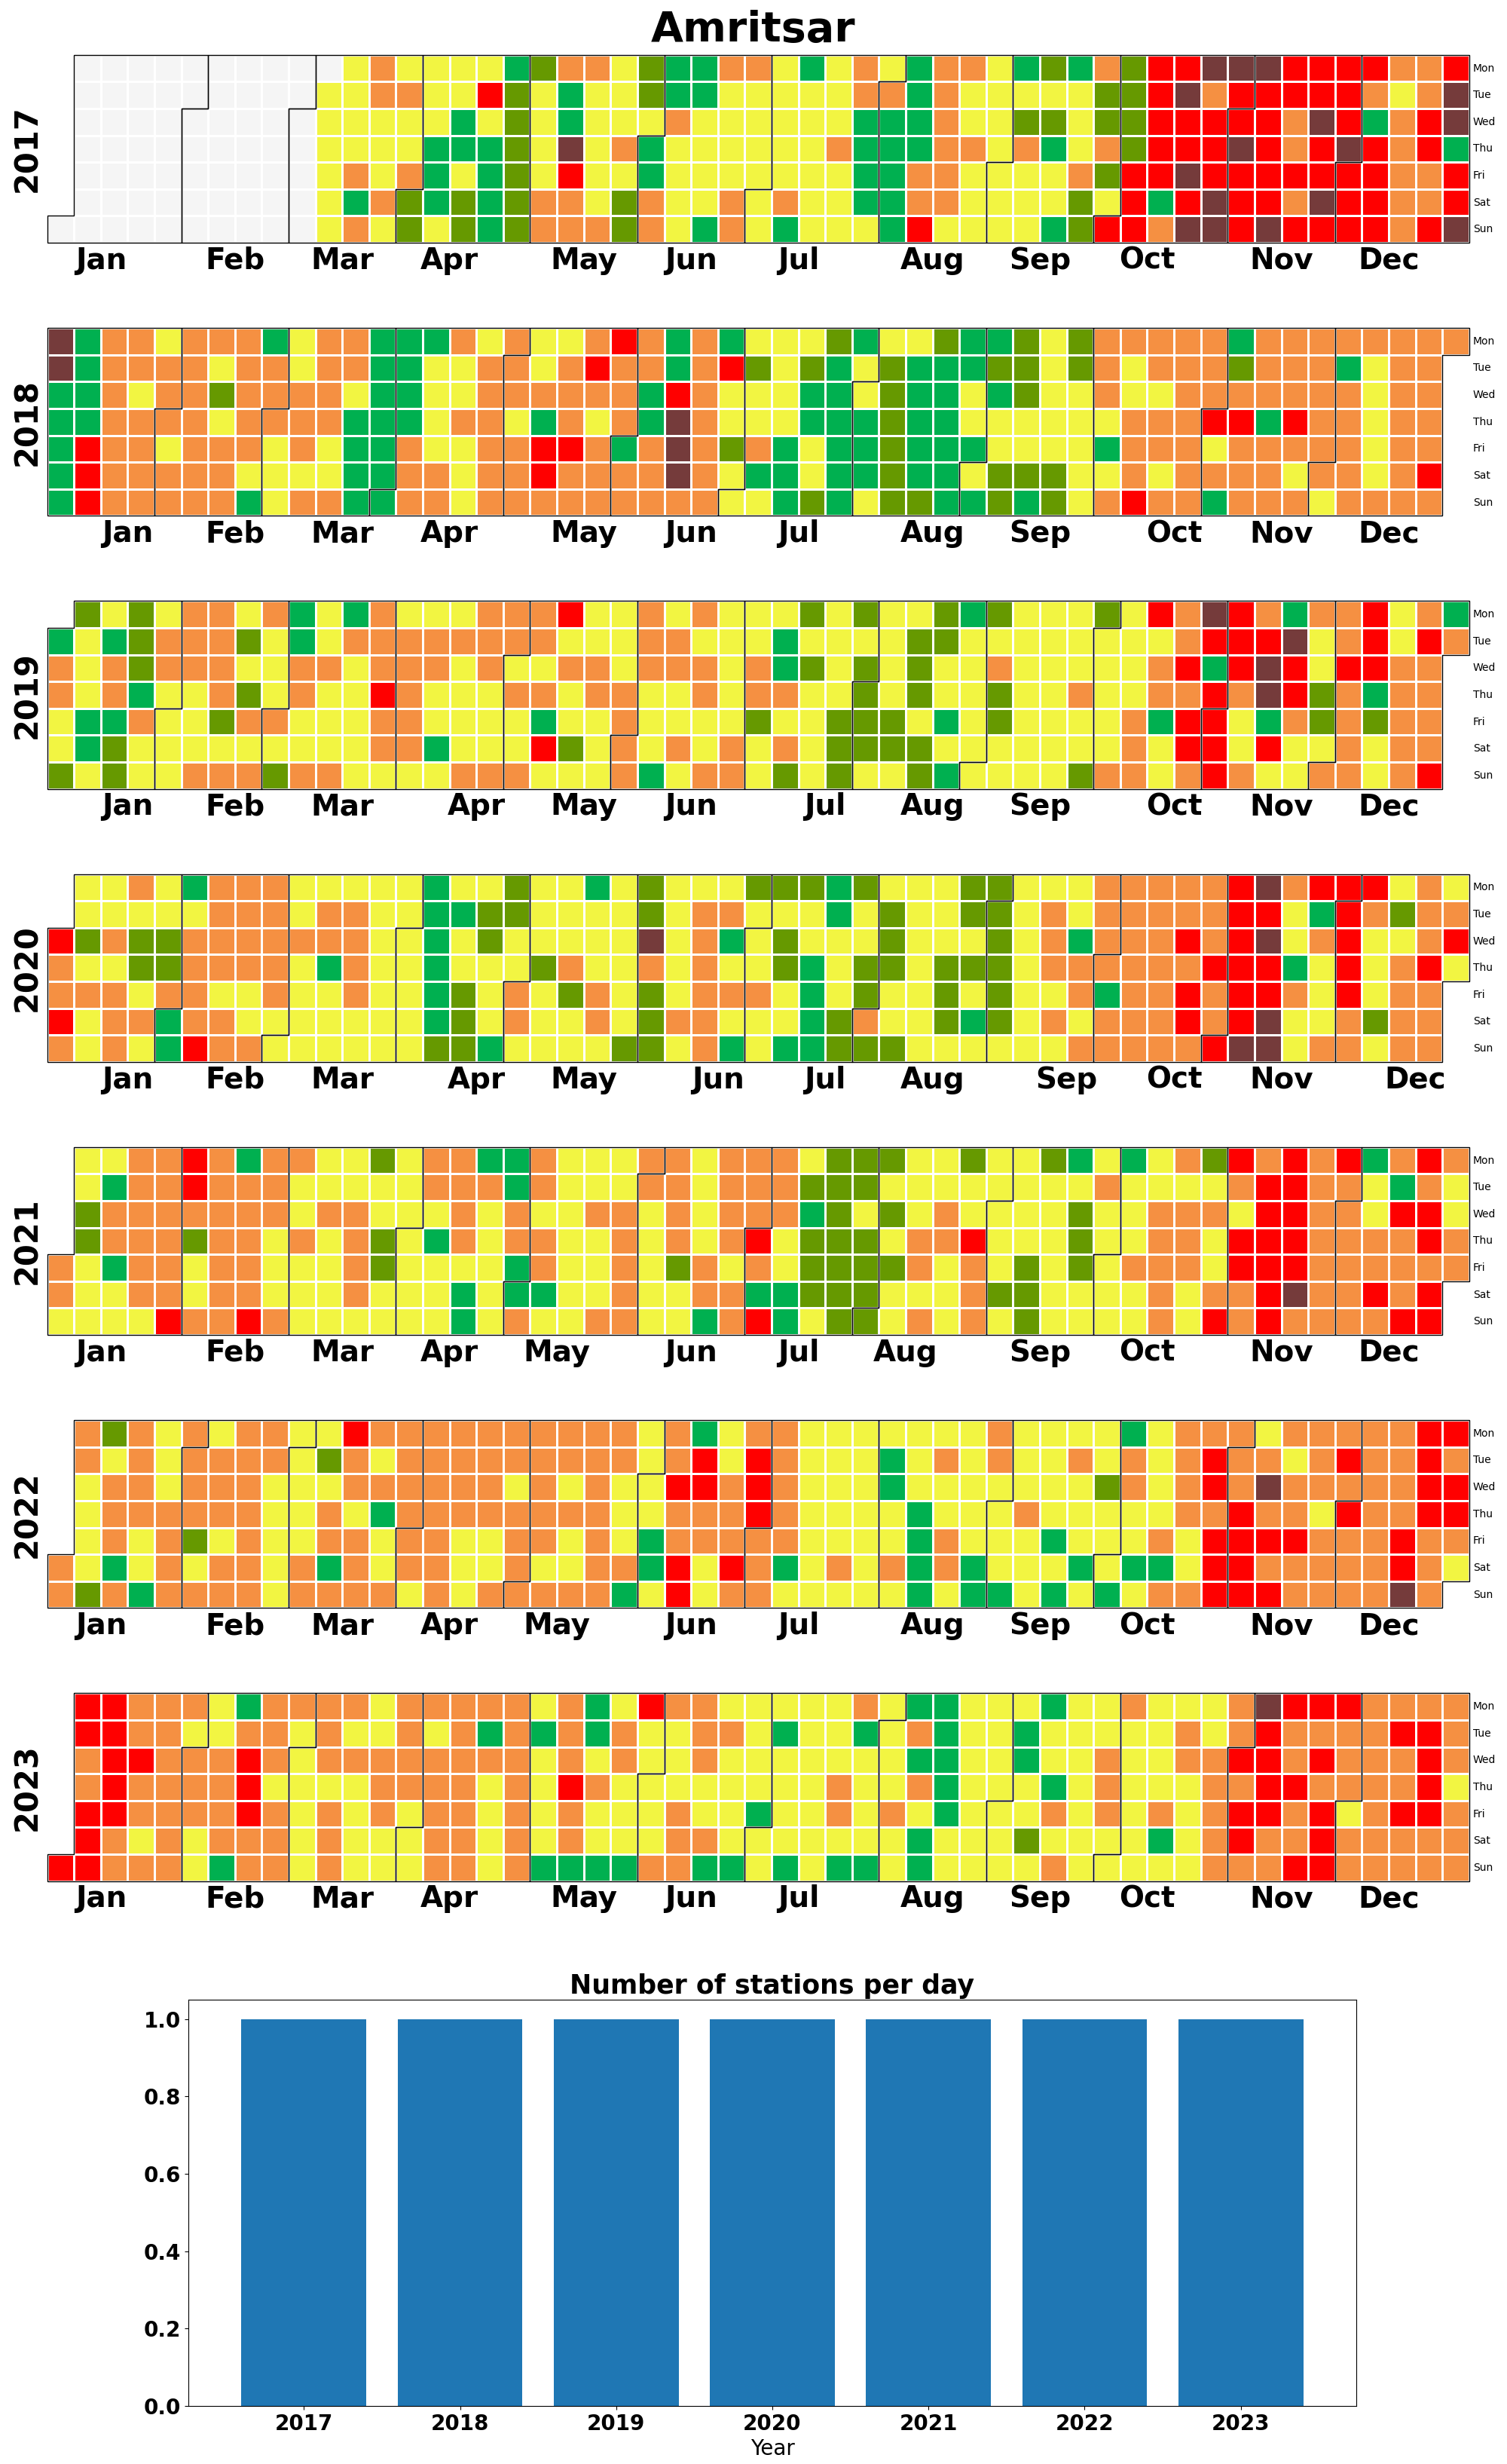 Amritsar
2017
Mon
Tue
Wed
Thu
Fri
Sat
Sun
Jan Feb Mar Apr May Jun Jul Aug Sep Oct Nov Dec
2018
Mon
Tue
Wed
Thu
Fri
Sat
Sun
Jan Feb Mar Apr May Jun Jul Aug Sep Oct Nov Dec
2019
Mon
Tue
Wed
Thu
Fri
Sat
Sun
Jan Feb Mar Apr May Jun Jul Aug Sep Oct Nov Dec
2020
Mon
Tue
Wed
Thu
Fri
Sat
Sun
Jan Feb Mar Apr May Jun Jul Aug Sep Oct Nov Dec
2021
Mon
Tue
Wed
Thu
Fri
Sat
Sun
Jan Feb Mar Apr May Jun Jul Aug Sep Oct Nov Dec
2022
Mon
Tue
Wed
Thu
Fri
Sat
Sun
Jan Feb Mar Apr May Jun Jul Aug Sep Oct Nov Dec
2023
Mon
Tue
Wed
Thu
Fri
Sat
Sun
Jan Feb Mar Apr May Jun Jul Aug Sep Oct Nov Dec
Number of stations per day
1.0
0.8
0.6
0.4
0.2
0.0
2017 2018 2019 2020 2021 2022 2023
Year